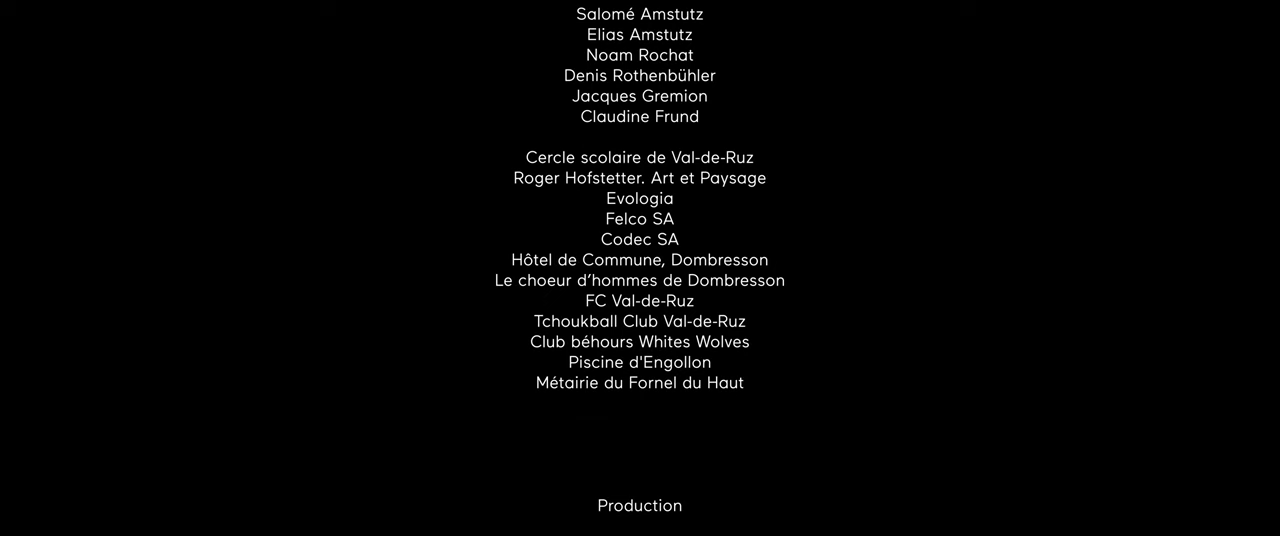 Salomé Amstutz
Elias Amstutz
Noam Rochat
Denis Rothenbühler
Jacques Gremion
Claudine Frund
Cercle scolaire de Val-de-Ruz
Roger Hofstetter. Art et Paysage
Evologia
Felco SA
Codec SA
Hôtel de Commune, Dombresson
Le choeur d’hommes de Dombresson
FC Val-de-Ruz
Tchoukball Club Val-de-Ruz
Club béhours Whites Wolves
Piscine d'Engollon
Métairie du Fornel du Haut
Production